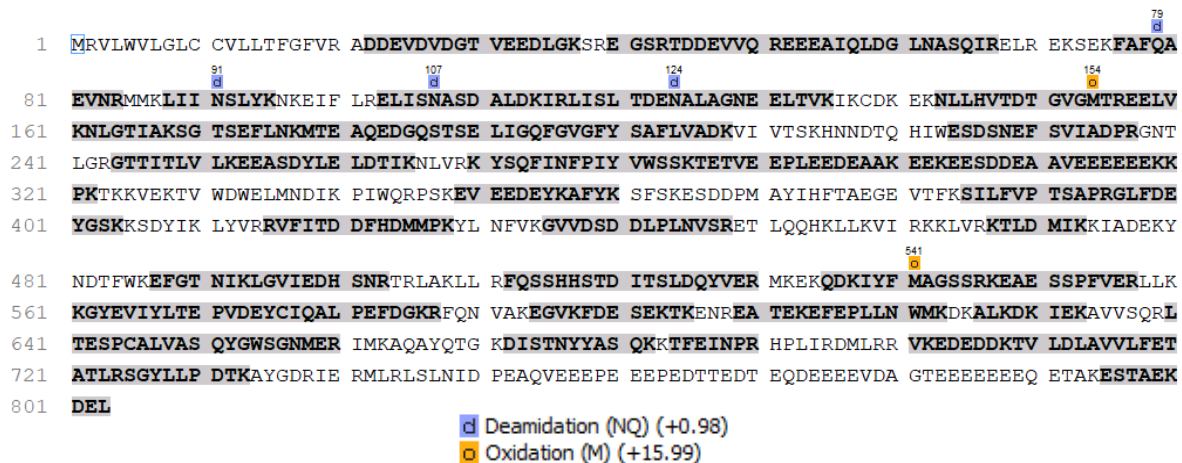 79
d
1 MRVLWVLGLC CVLLTFGFVR ADDEVDVDGT VEEDLGKSRE GSRTDDEVVQ REEEAIQLDG LNASQIRELR EKSEKFAFQA
91 107 124 154
d d d o
81 EVNRMMKLII NSLYKNKEIF LRELISNASD ALDKIRLISL TDENALAGNE ELTVKIKCDK EKNLLHVTDT GVGMTREELV
161 KNLGTIAKSG TSEFLNKMTE AQEDGQSTSE LIGQFGVGFY SAFLVADKVI VTSKHNNDTQ HIWESDSNEF SVIADPRGNT
241 LGRGTTITLV LKEEASDYLE LDTIKNLVRK YSQFINFPIY VWSSKTETVE EPLEEDEAAK EEKEESDDEA AVEEEEEEKK
321 PKTKKVEKTV WDWELMNDIK PIWQRPSKEV EEDEYKAFYK SFSKESDDPM AYIHFTAEGE VTFKSILFVP TSAPRGLFDE
401 YGSKKSDYIK LYVRRVFITD DFHDMMPKYL NFVKGVVDSD DLPLNVSRET LQQHKLLKVI RKKLVRKTLD MIKKIADEKY
541
o
481 NDTFWKEFGT NIKLGVIEDH SNRTRLAKLL RFQSSHHSTD ITSLDQYVER MKEKQDKIYF MAGSSRKEAE SSPFVERLLK
561 KGYEVIYLTE PVDEYCIQAL PEFDGKRFQN VAKEGVKFDE SEKTKENREA TEKEFEPLLN WMKDKALKDK IEKAVVSQRL
641 TESPCALVAS QYGWSGNMER IMKAQAYQTG KDISTNYYAS QKKTFEINPR HPLIRDMLRR VKEDEDDKTV LDLAVVLFET
721 ATLRSGYLLP DTKAYGDRIE RMLRLSLNID PEAQVEEEPE EEPEDTTEDT EQDEEEEVDA GTEEEEEEEQ ETAKESTAEK
801 DEL
d Deamidation (NQ) (+0.98)
o Oxidation (M) (+15.99)